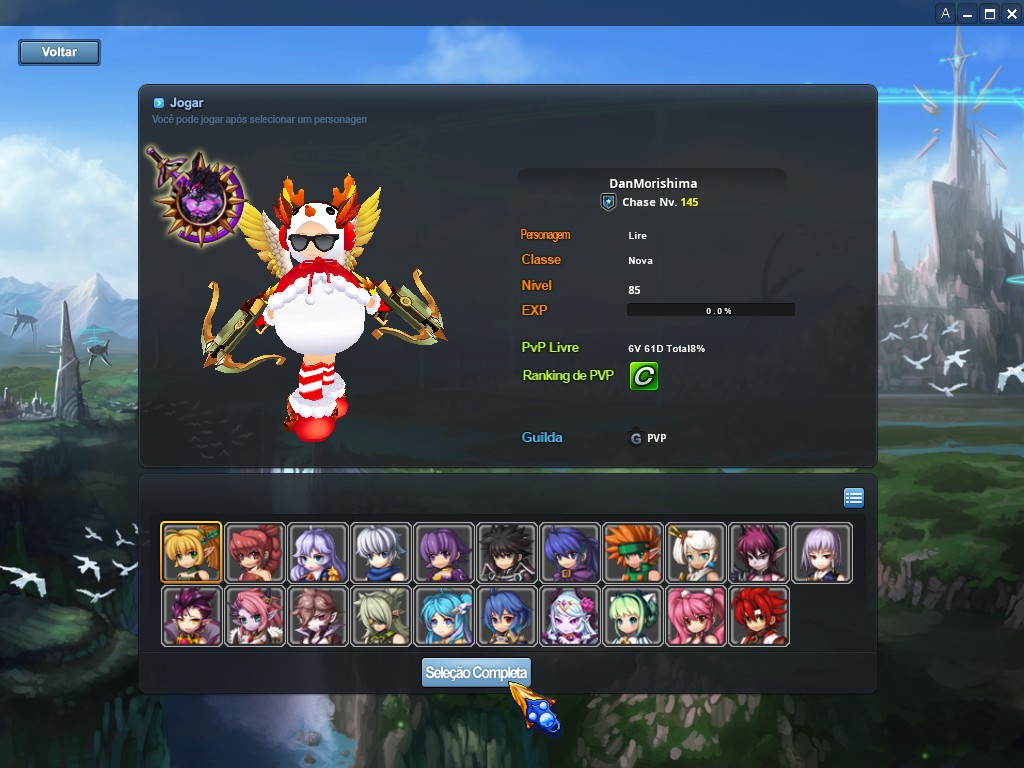 A
Voltar
Jogar
Você pode jogar após selecionar um personagen
DanMorishima
Chase Nv. 145
Personagem Lire
Classe Nova
Nível 85
EXP 0.0%
PvP Livre 6V 61D Total8%
Ranking de PVP C
Guilda G PVP
Seleção Completa